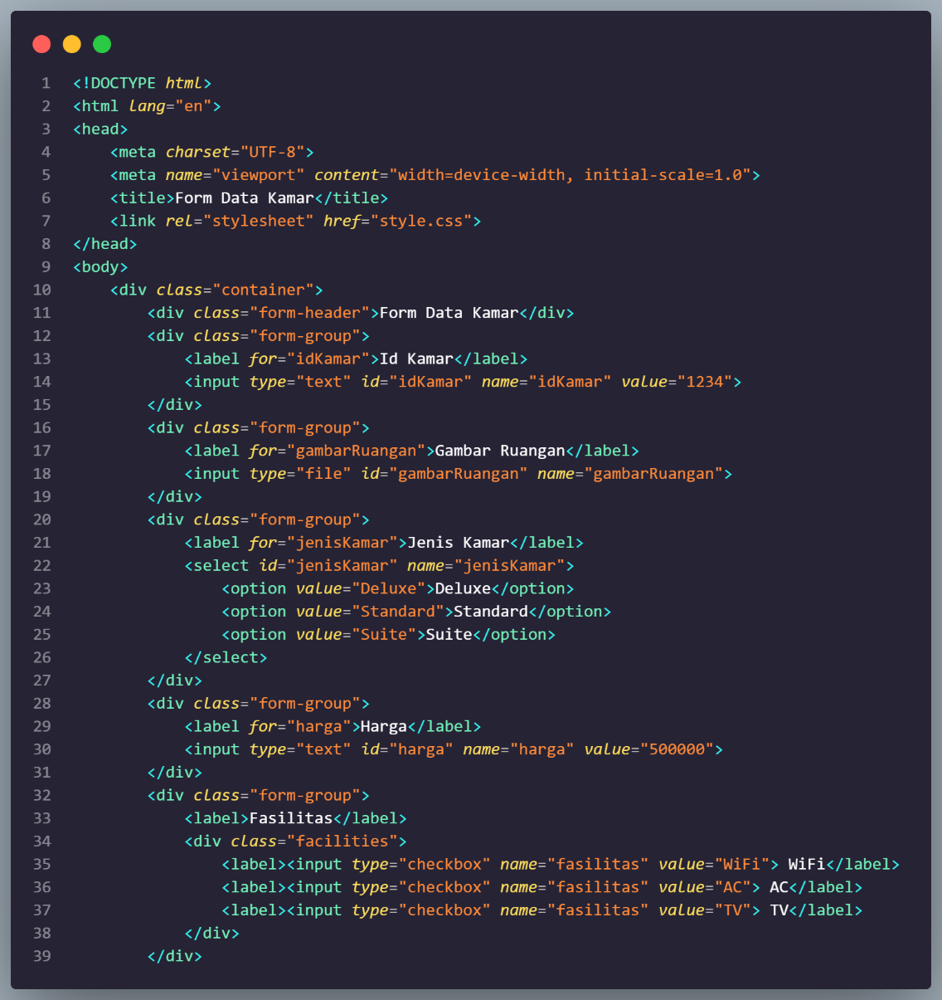 1 <!DOCTYPE html>
2 <html lang="en">
3 <head>
4     <meta charset="UTF-8">
5     <meta name="viewport" content="width=device-width, initial-scale=1.0">
6     <title>Form Data Kamar</title>
7     <link rel="stylesheet" href="style.css">
8 </head>
9 <body>
10     <div class="container">
11         <div class="form-header">Form Data Kamar</div>
12         <div class="form-group">
13             <label for="idKamar">Id Kamar</label>
14             <input type="text" id="idKamar" name="idKamar" value="1234">
15         </div>
16         <div class="form-group">
17             <label for="gambarRuangan">Gambar Ruangan</label>
18             <input type="file" id="gambarRuangan" name="gambarRuangan">
19         </div>
20         <div class="form-group">
21             <label for="jenisKamar">Jenis Kamar</label>
22             <select id="jenisKamar" name="jenisKamar">
23                 <option value="Deluxe">Deluxe</option>
24                 <option value="Standard">Standard</option>
25                 <option value="Suite">Suite</option>
26             </select>
27         </div>
28         <div class="form-group">
29             <label for="harga">Harga</label>
30             <input type="text" id="harga" name="harga" value="500000">
31         </div>
32         <div class="form-group">
33             <label>Fasilitas</label>
34             <div class="facilities">
35                 <label><input type="checkbox" name="fasilitas" value="WiFi"> WiFi</label>
36                 <label><input type="checkbox" name="fasilitas" value="AC"> AC</label>
37                 <label><input type="checkbox" name="fasilitas" value="TV"> TV</label>
38             </div>
39         </div>